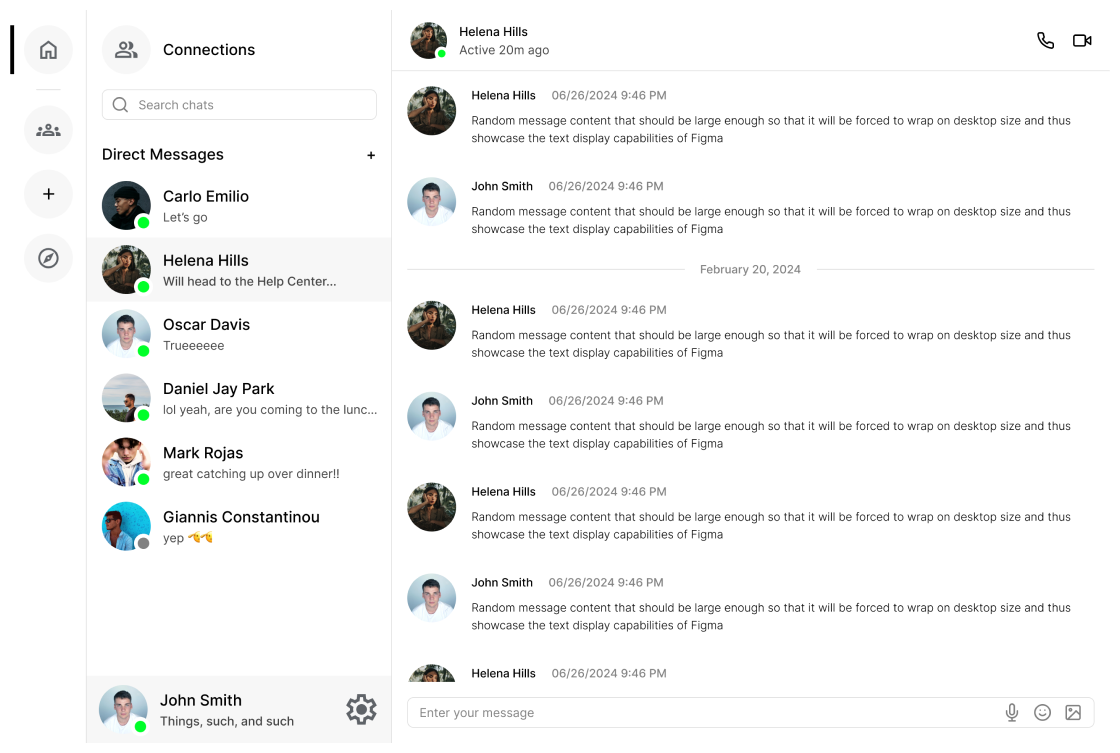 Connections
Search chats
Direct Messages
+
Carlo Emilio
Let's go
Helena Hills
Will head to the Help Center...
Oscar Davis
Trueeeeee
Daniel Jay Park
lol yeah, are you coming to the lunc...
Mark Rojas
great catching up over dinner!!
Giannis Constantinou
yep 🫡🫡
John Smith
Things, such, and such
Helena Hills
Active 20m ago
Helena Hills 06/26/2024 9:46 PM
Random message content that should be large enough so that it will be forced to wrap on desktop size and thus
showcase the text display capabilities of Figma
John Smith 06/26/2024 9:46 PM
Random message content that should be large enough so that it will be forced to wrap on desktop size and thus
showcase the text display capabilities of Figma
February 20, 2024
Helena Hills 06/26/2024 9:46 PM
Random message content that should be large enough so that it will be forced to wrap on desktop size and thus
showcase the text display capabilities of Figma
John Smith 06/26/2024 9:46 PM
Random message content that should be large enough so that it will be forced to wrap on desktop size and thus
showcase the text display capabilities of Figma
Helena Hills 06/26/2024 9:46 PM
Random message content that should be large enough so that it will be forced to wrap on desktop size and thus
showcase the text display capabilities of Figma
John Smith 06/26/2024 9:46 PM
Random message content that should be large enough so that it will be forced to wrap on desktop size and thus
showcase the text display capabilities of Figma
Helena Hills 06/26/2024 9:46 PM
Enter your message